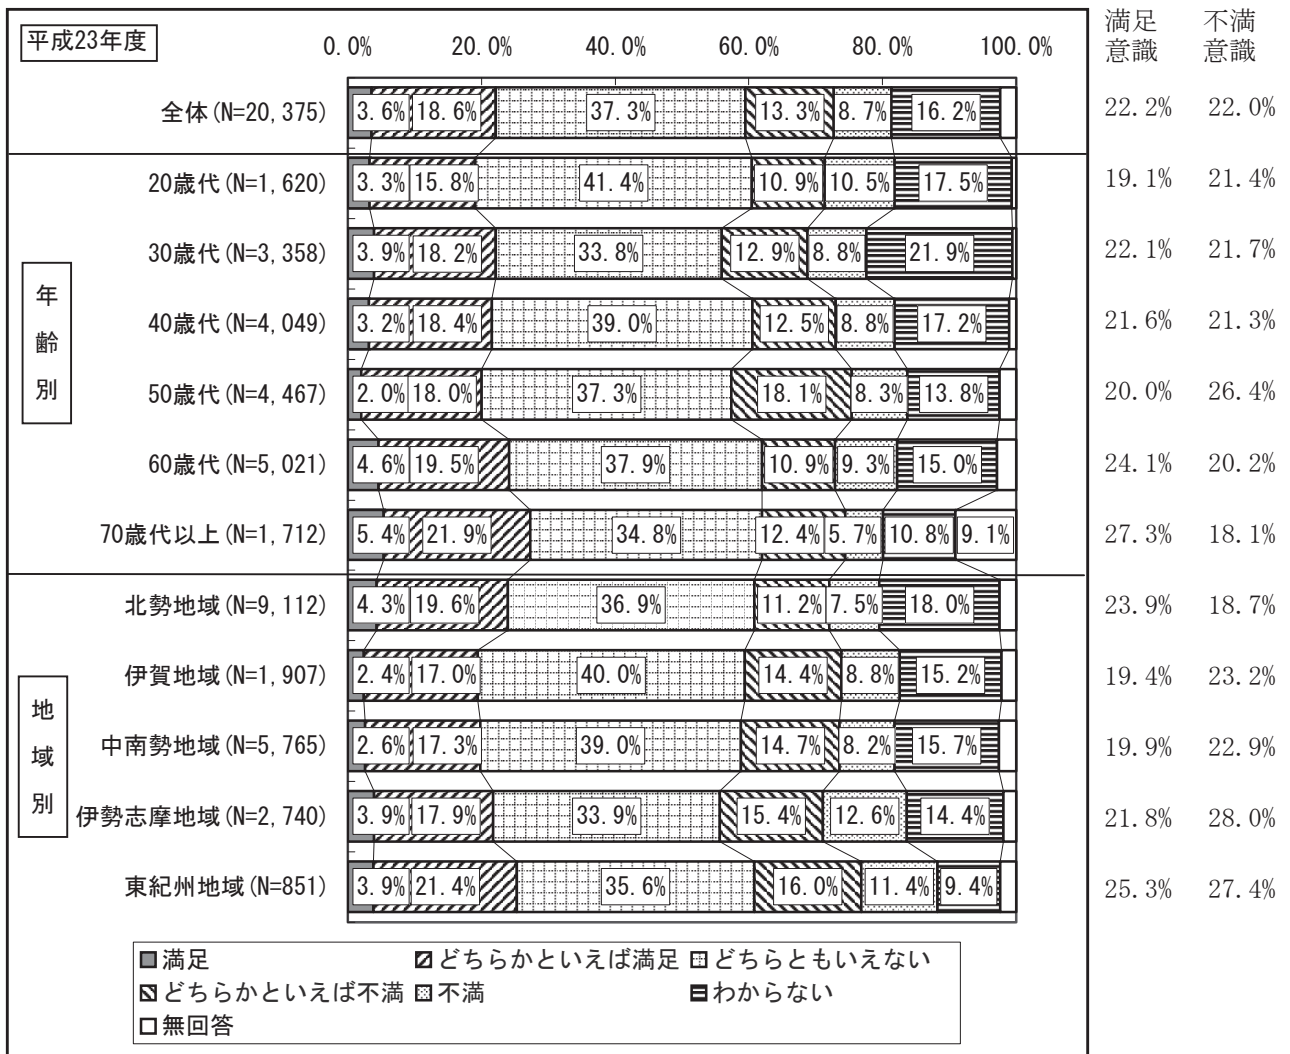 満足 不満
意識 意識
平成23年度
0.0% 20.0% 40.0% 60.0% 80.0% 100.0%
全体(N=20,375) 3.6% 18.6% 37.3% 13.3% 8.7% 16.2% 22.2% 22.0%
20歳代(N=1,620) 3.3% 15.8% 41.4% 10.9% 10.5% 17.5% 19.1% 21.4%
30歳代(N=3,358) 3.9% 18.2% 33.8% 12.9% 8.8% 21.9% 22.1% 21.7%
年齢別
40歳代(N=4,049) 3.2% 18.4% 39.0% 12.5% 8.8% 17.2% 21.6% 21.3%
50歳代(N=4,467) 2.0% 18.0% 37.3% 18.1% 8.3% 13.8% 20.0% 26.4%
60歳代(N=5,021) 4.6% 19.5% 37.9% 10.9% 9.3% 15.0% 24.1% 20.2%
70歳代以上(N=1,712) 5.4% 21.9% 34.8% 12.4% 5.7% 10.8% 9.1% 27.3% 18.1%
北勢地域(N=9,112) 4.3% 19.6% 36.9% 11.2% 7.5% 18.0% 23.9% 18.7%
伊賀地域(N=1,907) 2.4% 17.0% 40.0% 14.4% 8.8% 15.2% 19.4% 23.2%
地域別
中南勢地域(N=5,765) 2.6% 17.3% 39.0% 14.7% 8.2% 15.7% 19.9% 22.9%
伊勢志摩地域(N=2,740) 3.9% 17.9% 33.9% 15.4% 12.6% 14.4% 21.8% 28.0%
東紀州地域(N=851) 3.9% 21.4% 35.6% 16.0% 11.4% 9.4% 25.3% 27.4%
満足 どちらかといえば満足 どちらともいえない
どちらかといえば不満 不満 わからない
無回答